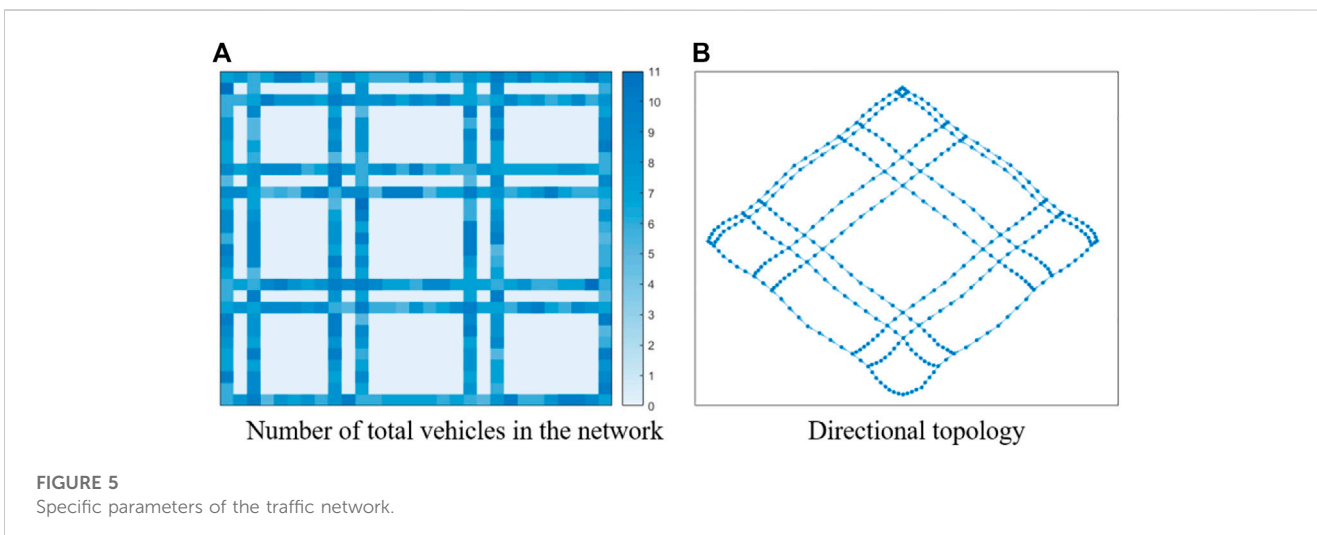 A
B
11
10
9
8
7
6
5
4
3
2
1
0
Number of total vehicles in the network
Directional topology
FIGURE 5
Specific parameters of the traffic network.